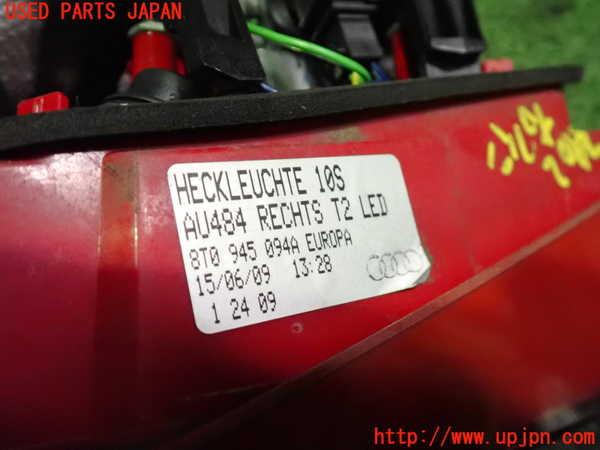 USED PARTS JAPAN
HECKLEUCHTE 10S
AU484 RECHTS T2 LED
8T0 945 094A EUROPA
15/06/09 13:28
1 24 09
* http://www.upjpn.com *